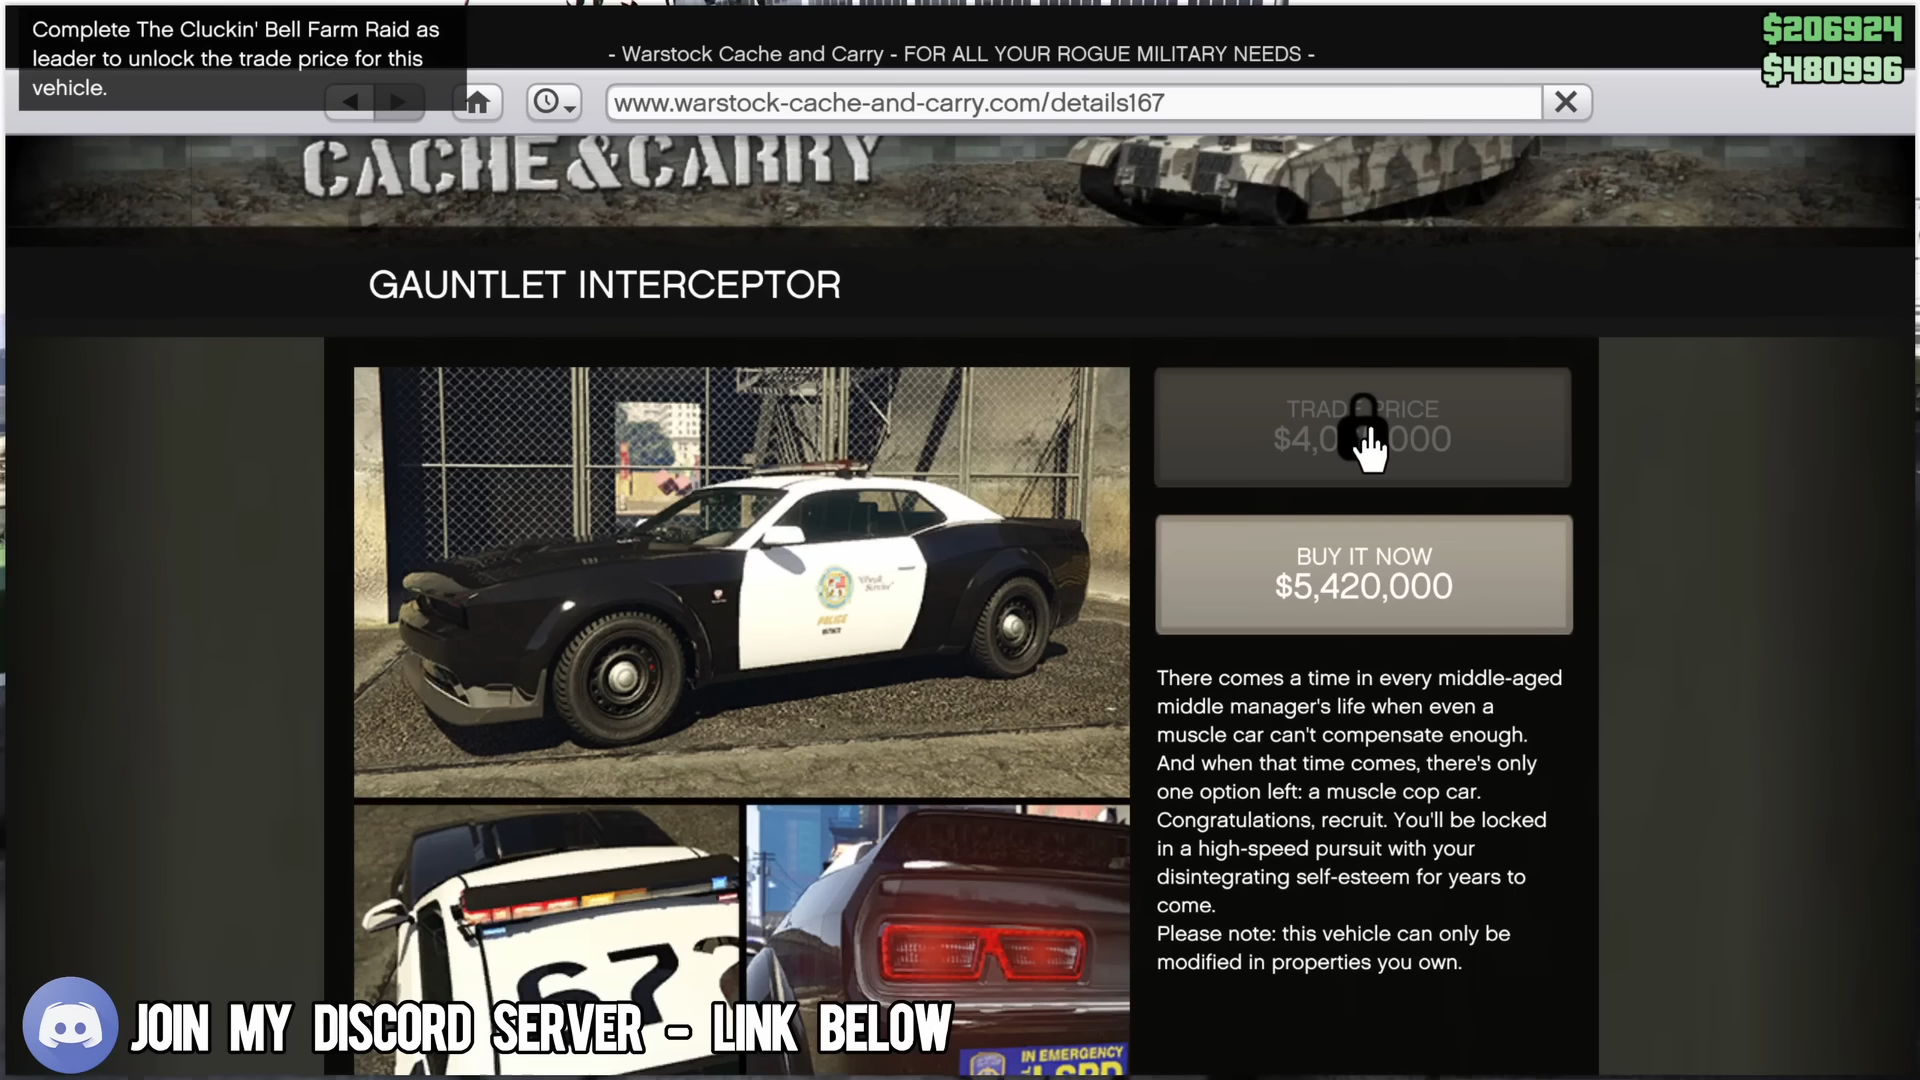 Complete The Cluckin' Bell Farm Raid as
leader to unlock the trade price for this
vehicle.
- Warstock Cache and Carry - FOR ALL YOUR ROGUE MILITARY NEEDS -
$206924
$480996
www.warstock-cache-and-carry.com/details167
CACHE&CARRY
GAUNTLET INTERCEPTOR
TRADE PRICE
BUY IT NOW
$5,420,000
There comes a time in every middle-aged
middle manager's life when even a
muscle car can't compensate enough.
And when that time comes, there's only
one option left: a muscle cop car.
Congratulations, recruit. You'll be locked
in a high-speed pursuit with your
disintegrating self-esteem for years to
come.
Please note: this vehicle can only be
modified in properties you own.
POLICE
672
IN EMERGENCY
JOIN MY DISCORD SERVER - LINK BELOW